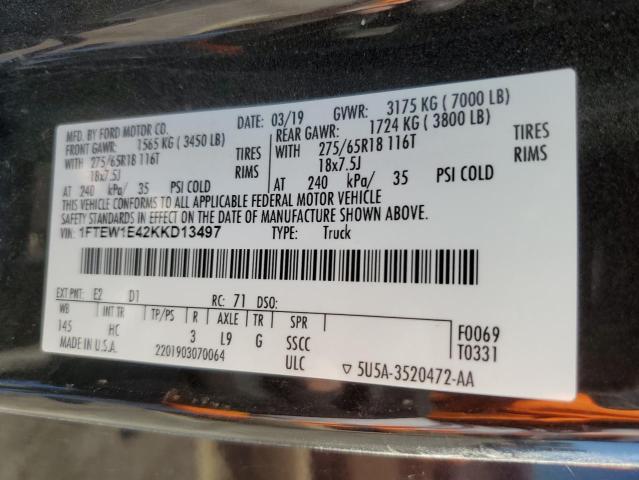 MFD. BY FORD MOTOR CO.
DATE: 03/19 GVWR: 3175 KG ( 7000 LB)
FRONT GAWR: 1565 KG ( 3450 LB)
REAR GAWR: 1724 KG ( 3800 LB)
WITH 275/65R18 116T TIRES
WITH 275/65R18 116T TIRES
18x7.5J RIMS
18x7.5J RIMS
AT 240 kPa/ 35 PSI COLD
AT 240 kPa/ 35 PSI COLD
THIS VEHICLE CONFORMS TO ALL APPLICABLE FEDERAL MOTOR VEHICLE
SAFETY STANDARDS IN EFFECT ON THE DATE OF MANUFACTURE SHOWN ABOVE.
VIN: 1FTEW1E42KKD13497 TYPE: Truck
EXT PNT: E2 D1 RC: 71 DSO:
WB INT TR TP/PS R AXLE TR SPR
145 HC 3 L9 G SSCC
F0069
T0331
MADE IN U.S.A. 2201903070064 ULC
5U5A-3520472-AA